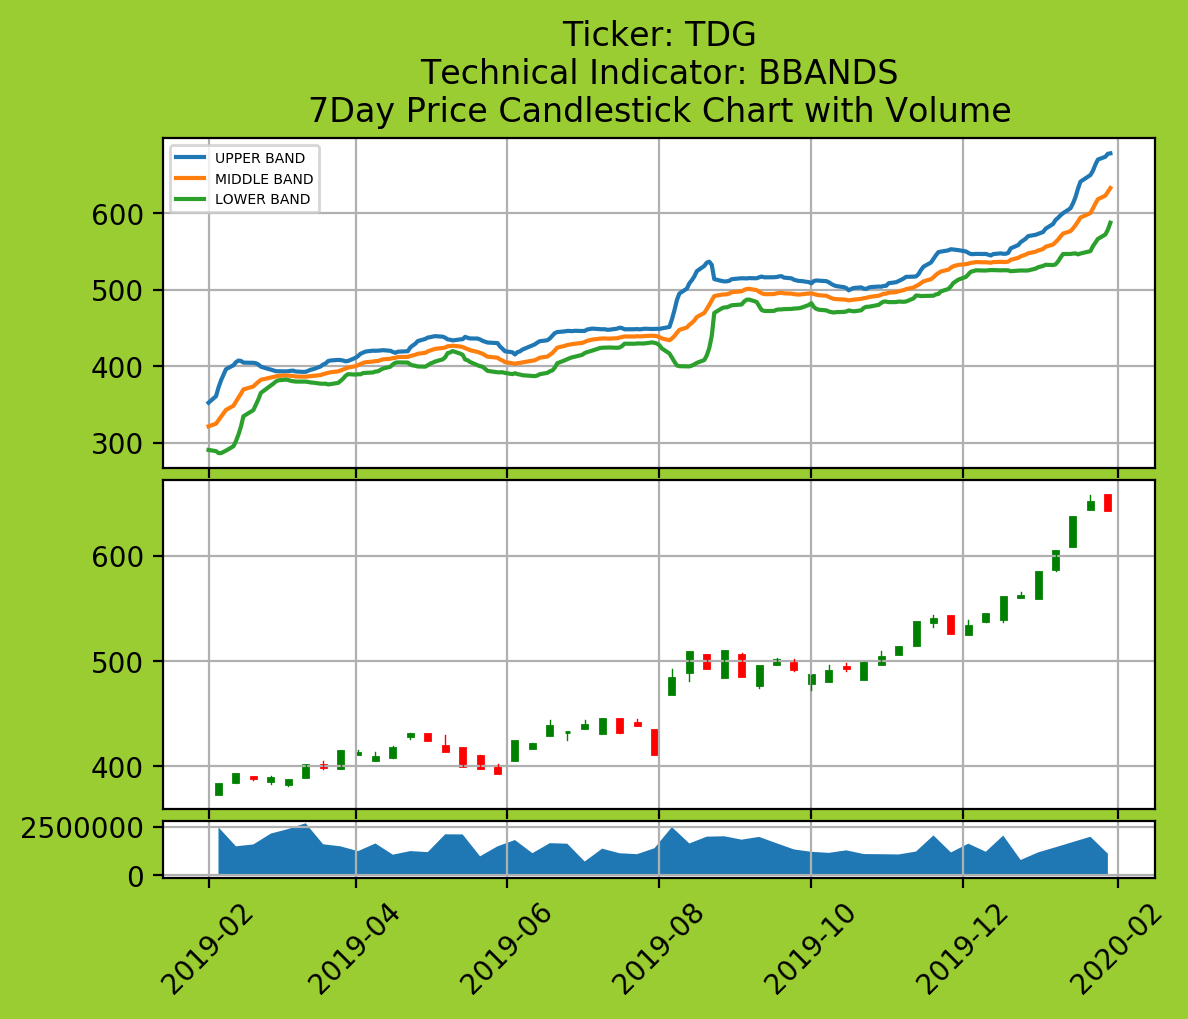 Ticker: TDG
Technical Indicator: BBANDS
7Day Price Candlestick Chart with Volume
UPPER BAND
MIDDLE BAND
LOWER BAND
600
500
400
300
600
500
400
2500000
0
2019-02
2019-04
2019-06
2019-08
2019-10
2019-12
2020-02